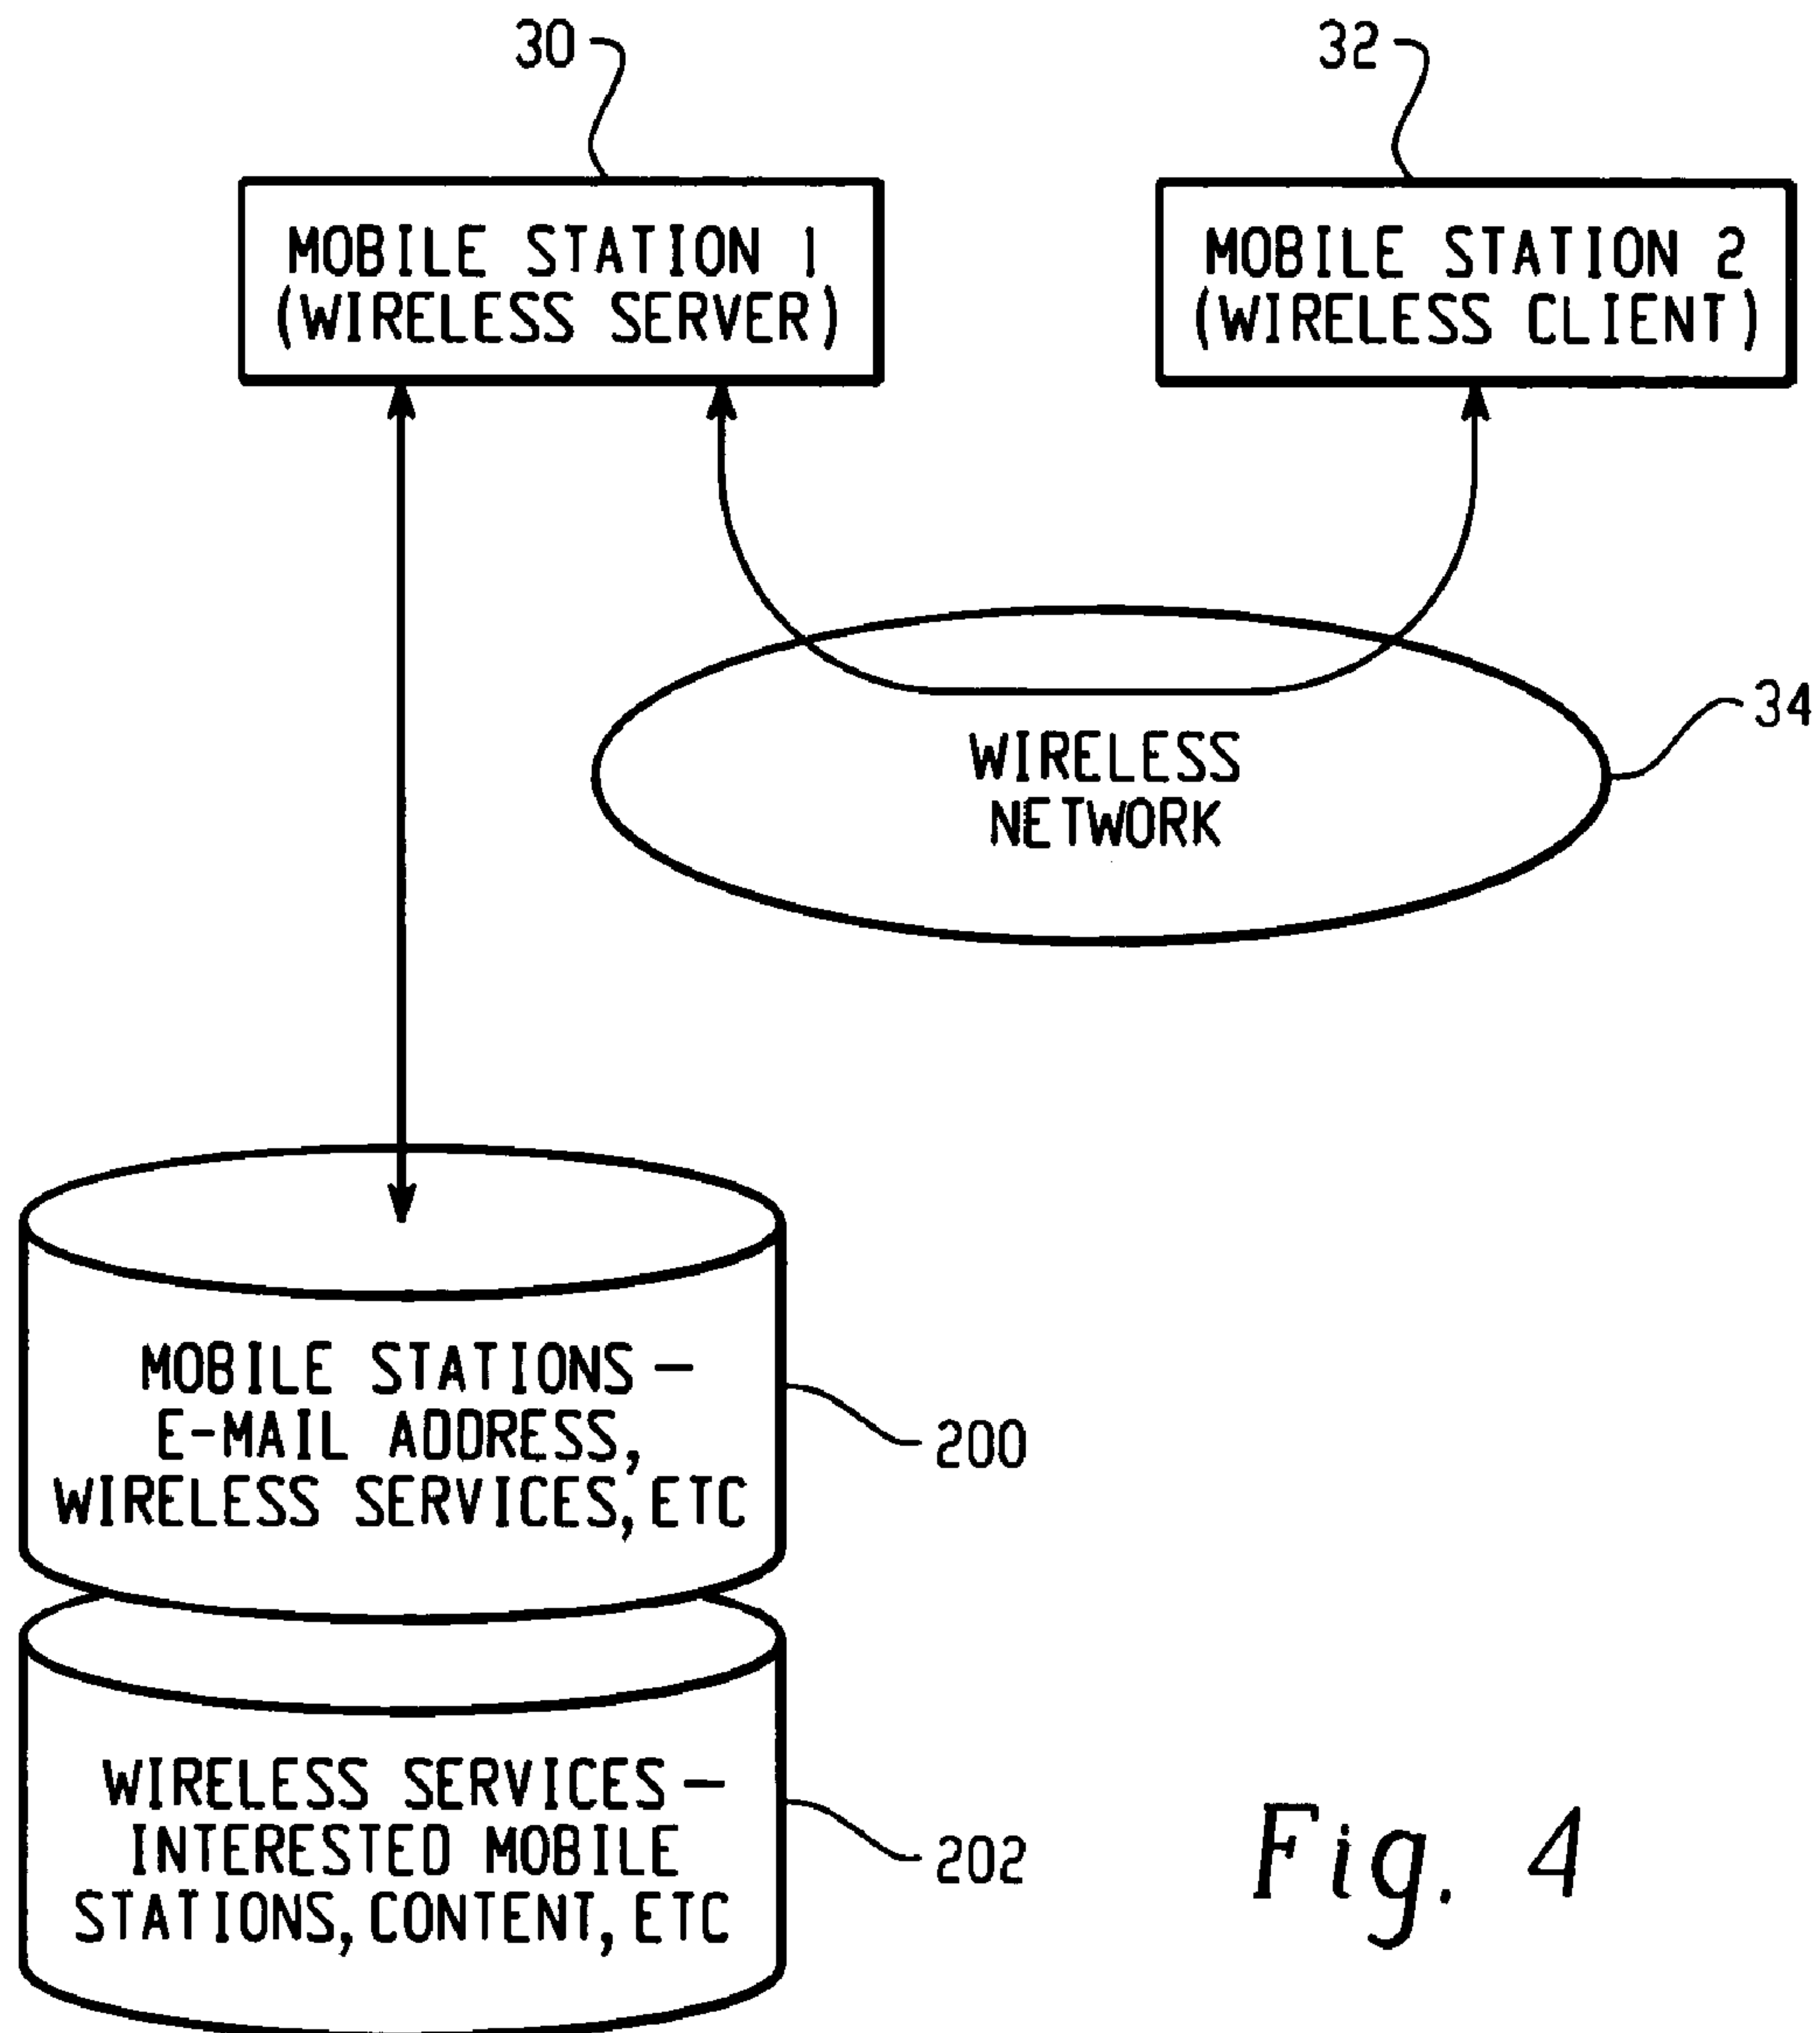 30
32
MOBILE STATION 1
(WIRELESS SERVER)
MOBILE STATION 2
(WIRELESS CLIENT)
34
WIRELESS
NETWORK
MOBILE STATIONS —
E-MAIL ADDRESS,
WIRELESS SERVICES, ETC
200
WIRELESS SERVICES —
INTERESTED MOBILE
STATIONS, CONTENT, ETC
202
Fig. 4